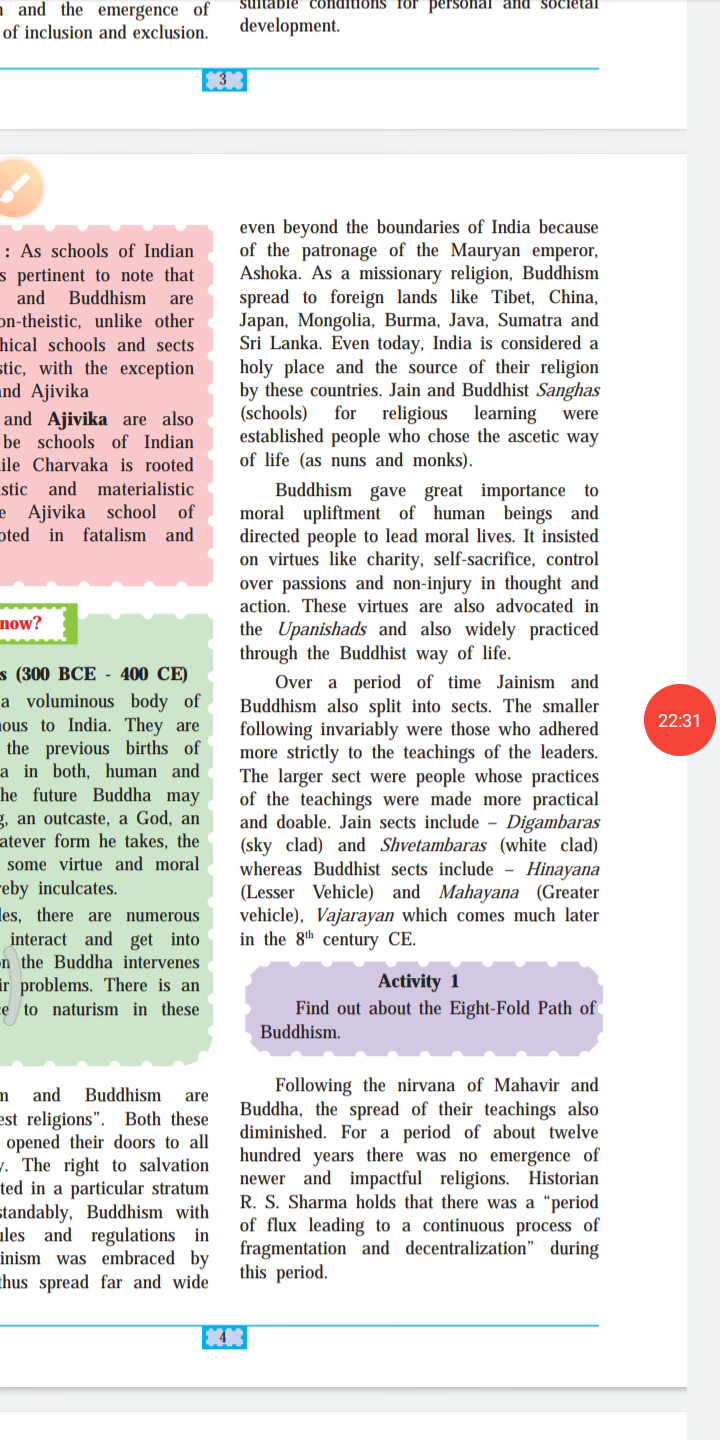 and the emergence of
of inclusion and exclusion.
suitable conditions for personal and societal
development.
3
: As schools of Indian
pertinent to note that
and Buddhism are
on-theistic, unlike other
hical schools and sects
stic, with the exception
and Ajivika
and Ajivika are also
be schools of Indian
ile Charvaka is rooted
stic and materialistic
e Ajivika school of
oted in fatalism and
now?
s (300 BCE - 400 CE)
a voluminous body of
nous to India. They are
the previous births of
a in both, human and
he future Buddha may
g, an outcaste, a God, an
atever form he takes, the
some virtue and moral
reby inculcates.
les, there are numerous
interact and get into
on the Buddha intervenes
ir problems. There is an
ce to naturism in these
m and Buddhism are
est religions”. Both these
opened their doors to all
y. The right to salvation
ted in a particular stratum
standably, Buddhism with
ules and regulations in
inism was embraced by
thus spread far and wide
even beyond the boundaries of India because
of the patronage of the Mauryan emperor,
Ashoka. As a missionary religion, Buddhism
spread to foreign lands like Tibet, China,
Japan, Mongolia, Burma, Java, Sumatra and
Sri Lanka. Even today, India is considered a
holy place and the source of their religion
by these countries. Jain and Buddhist Sanghas
(schools) for religious learning were
established people who chose the ascetic way
of life (as nuns and monks).
Buddhism gave great importance to
moral upliftment of human beings and
directed people to lead moral lives. It insisted
on virtues like charity, self-sacrifice, control
over passions and non-injury in thought and
action. These virtues are also advocated in
the Upanishads and also widely practiced
through the Buddhist way of life.
Over a period of time Jainism and
Buddhism also split into sects. The smaller
following invariably were those who adhered
more strictly to the teachings of the leaders.
The larger sect were people whose practices
of the teachings were made more practical
and doable. Jain sects include – Digambaras
(sky clad) and Shvetambaras (white clad)
whereas Buddhist sects include – Hinayana
(Lesser Vehicle) and Mahayana (Greater
vehicle), Vajarayan which comes much later
in the 8th century CE.
Activity 1
Find out about the Eight-Fold Path of
Buddhism.
Following the nirvana of Mahavir and
Buddha, the spread of their teachings also
diminished. For a period of about twelve
hundred years there was no emergence of
newer and impactful religions. Historian
R. S. Sharma holds that there was a “period
of flux leading to a continuous process of
fragmentation and decentralization” during
this period.
22:31
4